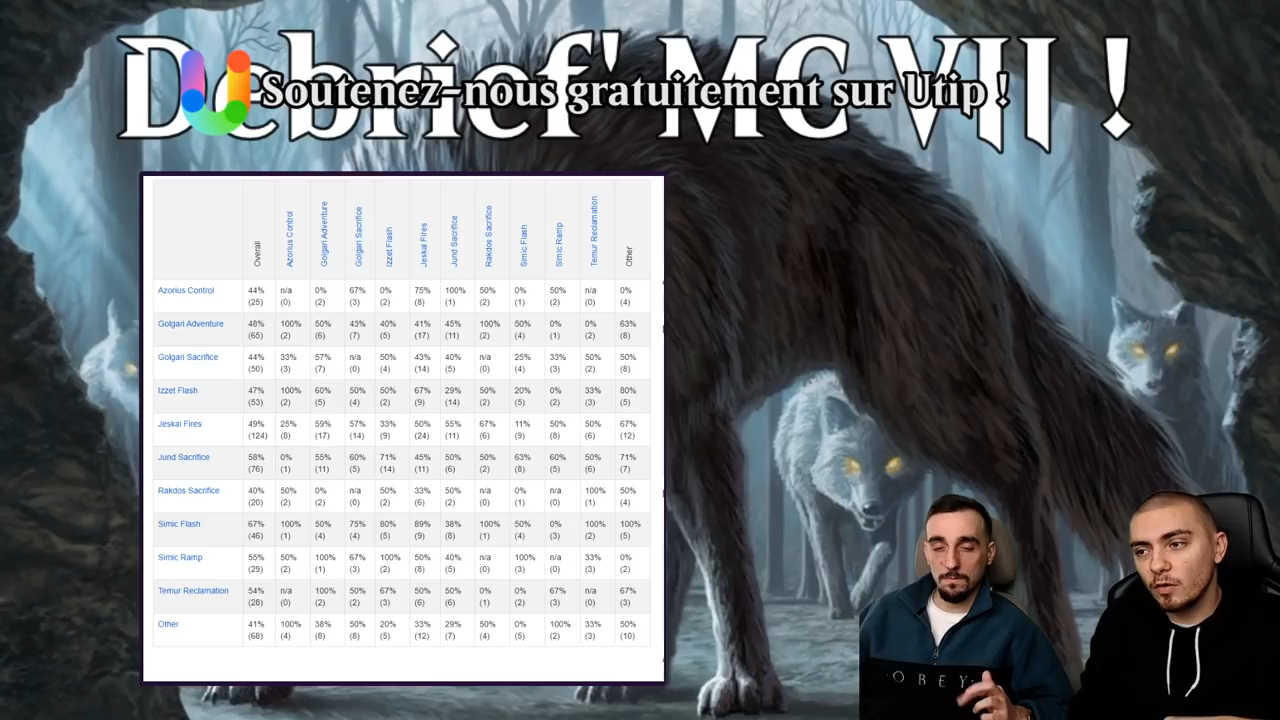 Debrief' MC VII !
Soutenez-nous gratuitement sur Utip !
Overall Azorius Control Golgari Adventure Golgari Sacrifice Izzet Flash Jeskai Fires Jund Sacrifice Rakdos Sacrifice Simic Flash Simic Ramp Temur Reclamation Other
Azorius Control 44% n/a 0% 67% 0% 75% 100% 50% 0% 50% n/a 0%
(25) (0) (2) (3) (2) (8) (1) (2) (1) (2) (0) (4)
Golgari Adventure 48% 100% 50% 43% 40% 41% 45% 100% 50% 0% 0% 63%
(65) (2) (6) (7) (5) (17) (11) (2) (4) (1) (2) (8)
Golgari Sacrifice 44% 33% 57% n/a 50% 43% 40% n/a 25% 33% 50% 50%
(50) (3) (7) (0) (4) (14) (5) (0) (4) (3) (2) (8)
Izzet Flash 47% 100% 60% 50% 50% 67% 29% 50% 20% 0% 33% 80%
(53) (2) (5) (4) (2) (9) (14) (2) (5) (2) (3) (5)
Jeskai Fires 49% 25% 59% 57% 33% 50% 55% 67% 11% 50% 50% 67%
(124) (8) (17) (14) (9) (24) (11) (6) (9) (8) (6) (12)
Jund Sacrifice 58% 0% 55% 60% 71% 45% 50% 50% 63% 60% 50% 71%
(76) (1) (11) (5) (14) (11) (6) (2) (8) (5) (6) (7)
Rakdos Sacrifice 40% 50% 0% n/a 50% 33% 50% n/a 0% n/a 100% 50%
(20) (2) (2) (0) (2) (6) (2) (0) (1) (0) (1) (4)
Simic Flash 67% 100% 50% 75% 80% 89% 38% 100% 50% 0% 100% 100%
(46) (1) (4) (4) (5) (9) (8) (1) (4) (3) (2) (5)
Simic Ramp 55% 50% 100% 67% 100% 50% 40% n/a 100% n/a 33% 0%
(29) (2) (1) (3) (2) (8) (5) (0) (3) (0) (3) (2)
Temur Reclamation 54% n/a 100% 50% 67% 50% 50% 0% 0% 67% n/a 67%
(28) (0) (2) (2) (3) (6) (6) (1) (2) (3) (0) (3)
Other 41% 100% 38% 50% 20% 33% 29% 50% 0% 100% 33% 50%
(68) (4) (8) (8) (5) (12) (7) (4) (5) (2) (3) (10)
OBEY